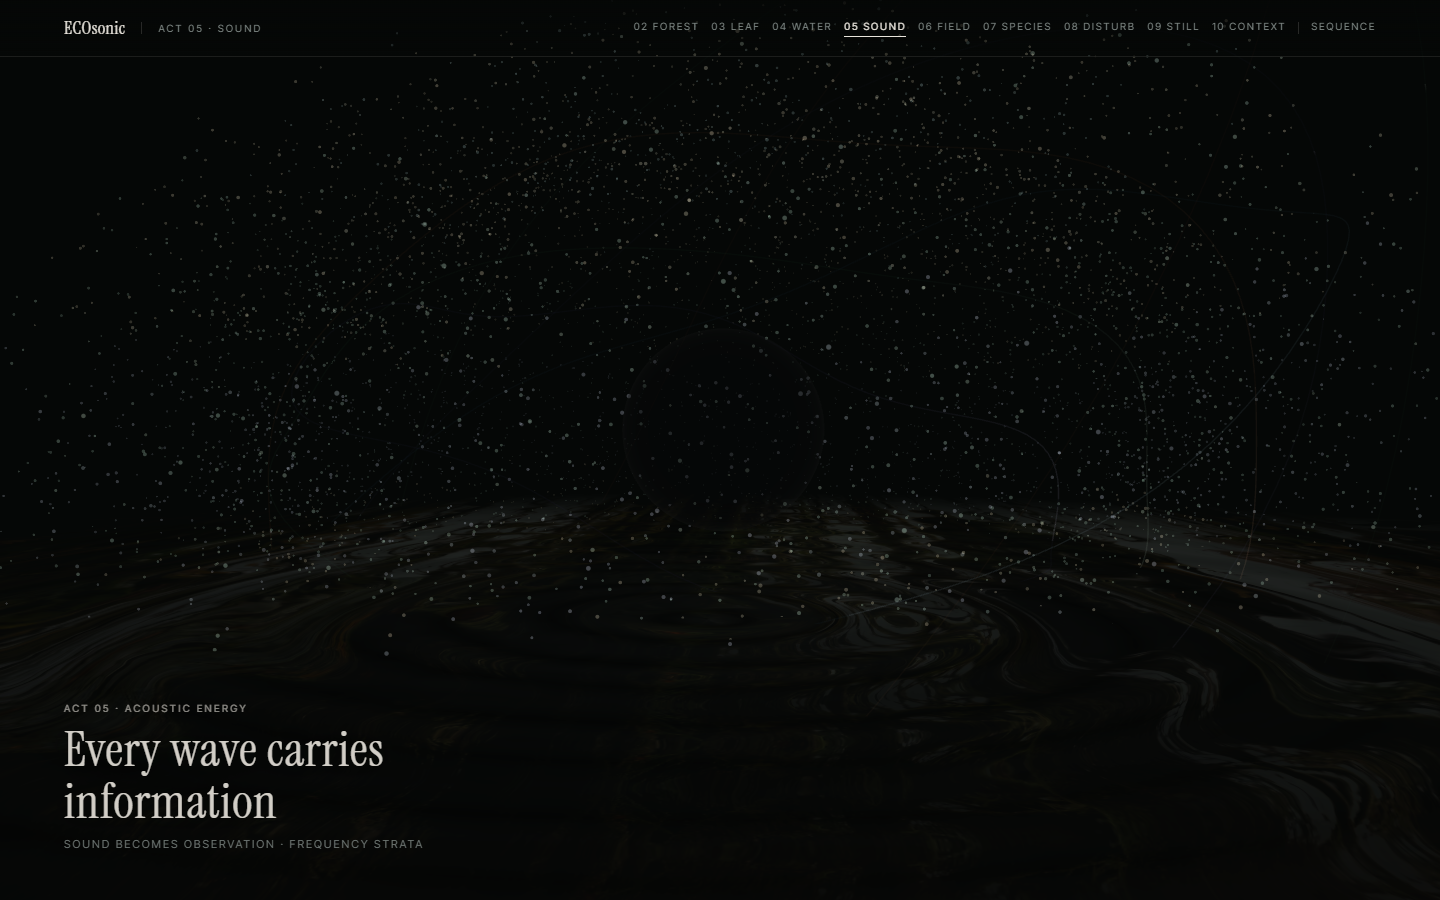 ECOsonic ACT 05 · SOUND 02 FOREST 03 LEAF 04 WATER 05 SOUND 06 FIELD 07 SPECIES 08 DISTURB 09 STILL 10 CONTEXT SEQUENCE
ACT 05 · ACOUSTIC ENERGY
Every wave carries
information
SOUND BECOMES OBSERVATION · FREQUENCY STRATA